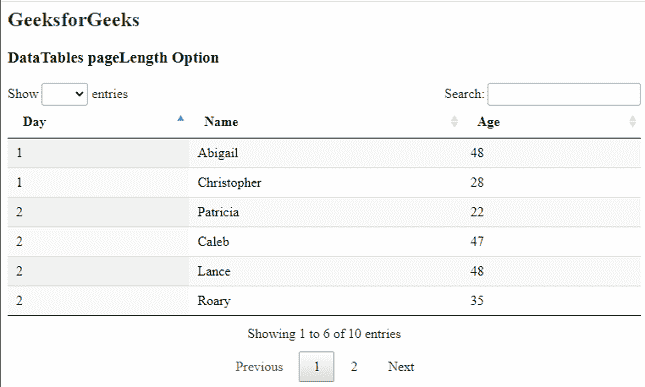 GeeksforGeeks
DataTables pageLength Option
Show entries Search:
Day Name Age
1 Abigail 48
1 Christopher 28
2 Patricia 22
2 Caleb 47
2 Lance 48
2 Roary 35
Showing 1 to 6 of 10 entries
Previous 1 2 Next